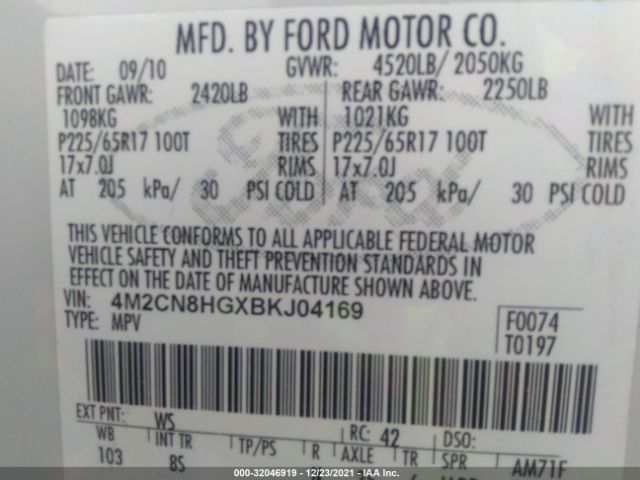 MFD. BY FORD MOTOR CO.
DATE: 09/10 GVWR: 4520LB/ 2050KG
FRONT GAWR: 2420LB REAR GAWR: 2250LB
1098KG WITH 1021KG WITH
P225/65R17 100T TIRES P225/65R17 100T TIRES
17x7.0J RIMS 17x7.0J RIMS
AT 205 kPa/ 30 PSI COLD AT 205 kPa/ 30 PSI COLD
THIS VEHICLE CONFORMS TO ALL APPLICABLE FEDERAL MOTOR
VEHICLE SAFETY AND THEFT PREVENTION STANDARDS IN
EFFECT ON THE DATE OF MANUFACTURE SHOWN ABOVE.
VIN: 4M2CN8HGXBKJ04169
TYPE: MPV
F0074
T0197
EXT PNT: WS RC: 42 DSO:
WB INT TR TP/PS R AXLE TR SPR AM71F
103 8S
000-32046919 - 12/23/2021 - IAA Inc.